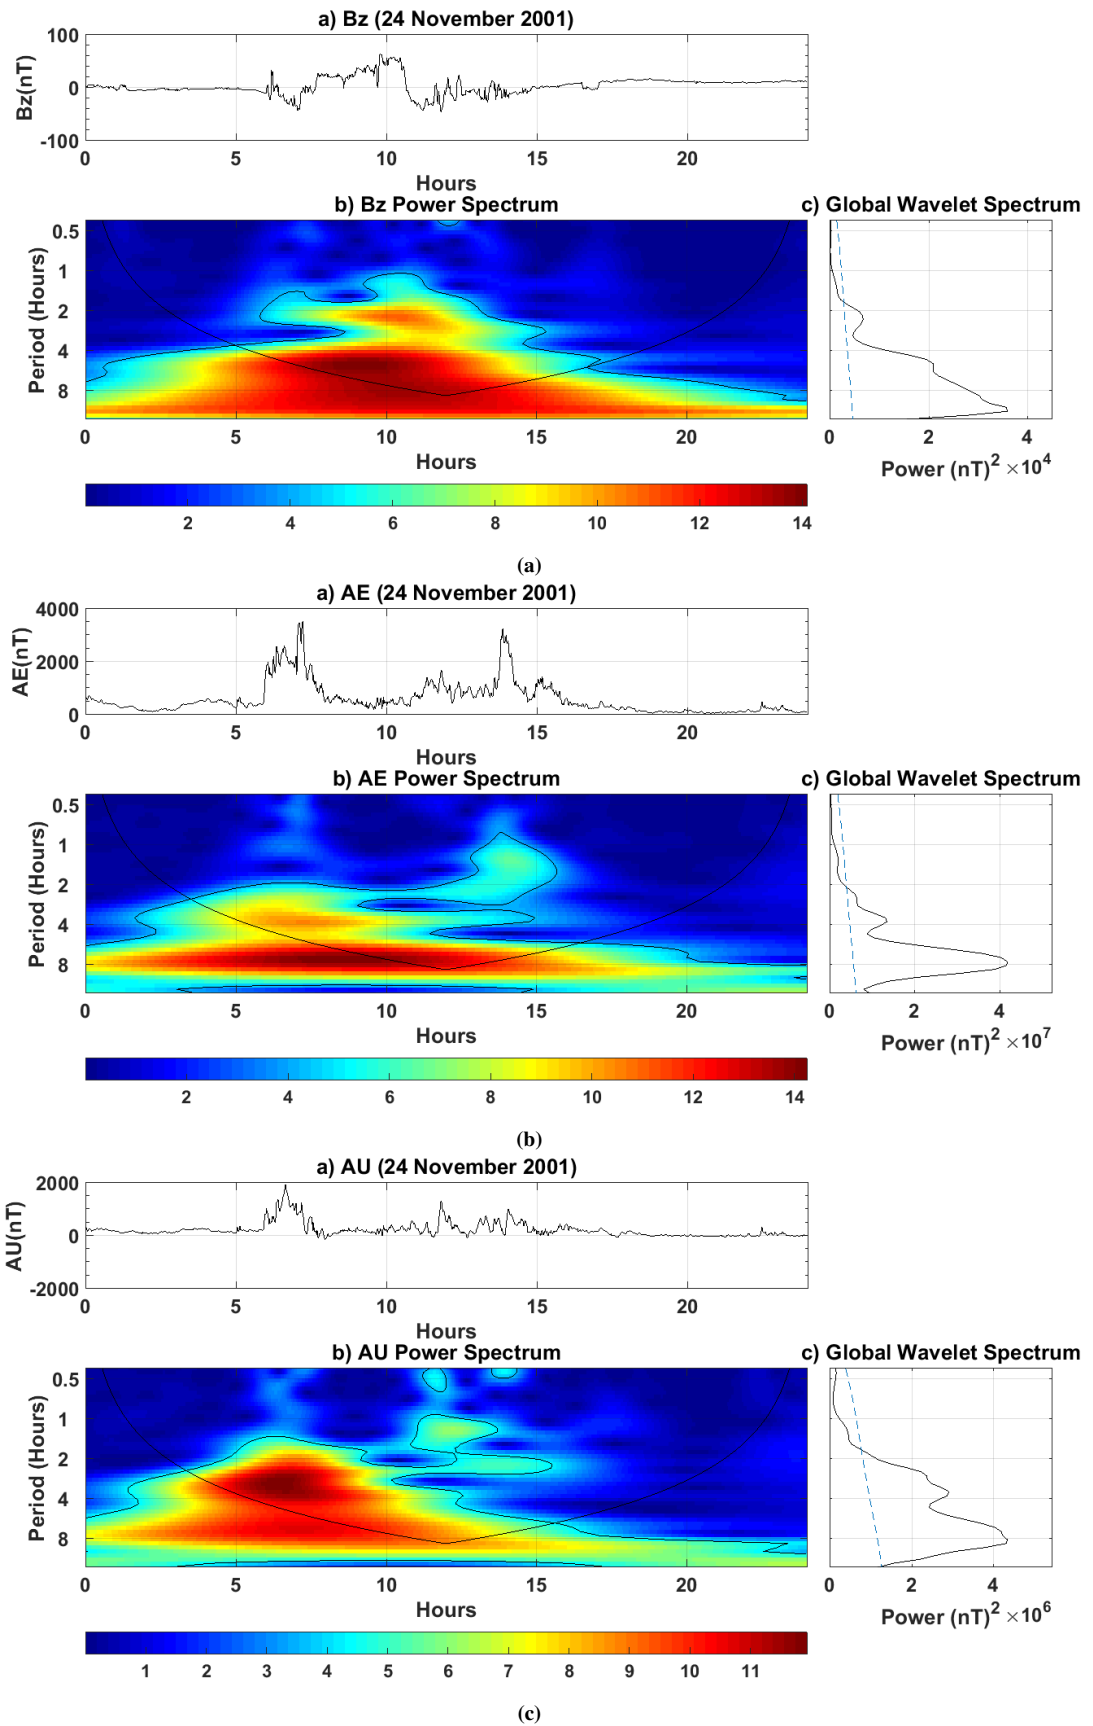 a) Bz (24 November 2001)
100
0
-100
Bz(nT)
0 5 10 15 20
Hours
b) Bz Power Spectrum
c) Global Wavelet Spectrum
0.5
1
2
4
8
Period (Hours)
0 5 10 15 20
Hours
0 2 4
Power (nT)2 ×104
2 4 6 8 10 12 14
(a)
a) AE (24 November 2001)
4000
2000
0
AE(nT)
0 5 10 15 20
Hours
b) AE Power Spectrum
c) Global Wavelet Spectrum
0.5
1
2
4
8
Period (Hours)
0 5 10 15 20
Hours
0 2 4
Power (nT)2 ×107
2 4 6 8 10 12 14
(b)
a) AU (24 November 2001)
2000
0
-2000
AU(nT)
0 5 10 15 20
Hours
b) AU Power Spectrum
c) Global Wavelet Spectrum
0.5
1
2
4
8
Period (Hours)
0 5 10 15 20
Hours
0 2 4
Power (nT)2 ×106
1 2 3 4 5 6 7 8 9 10 11
(c)